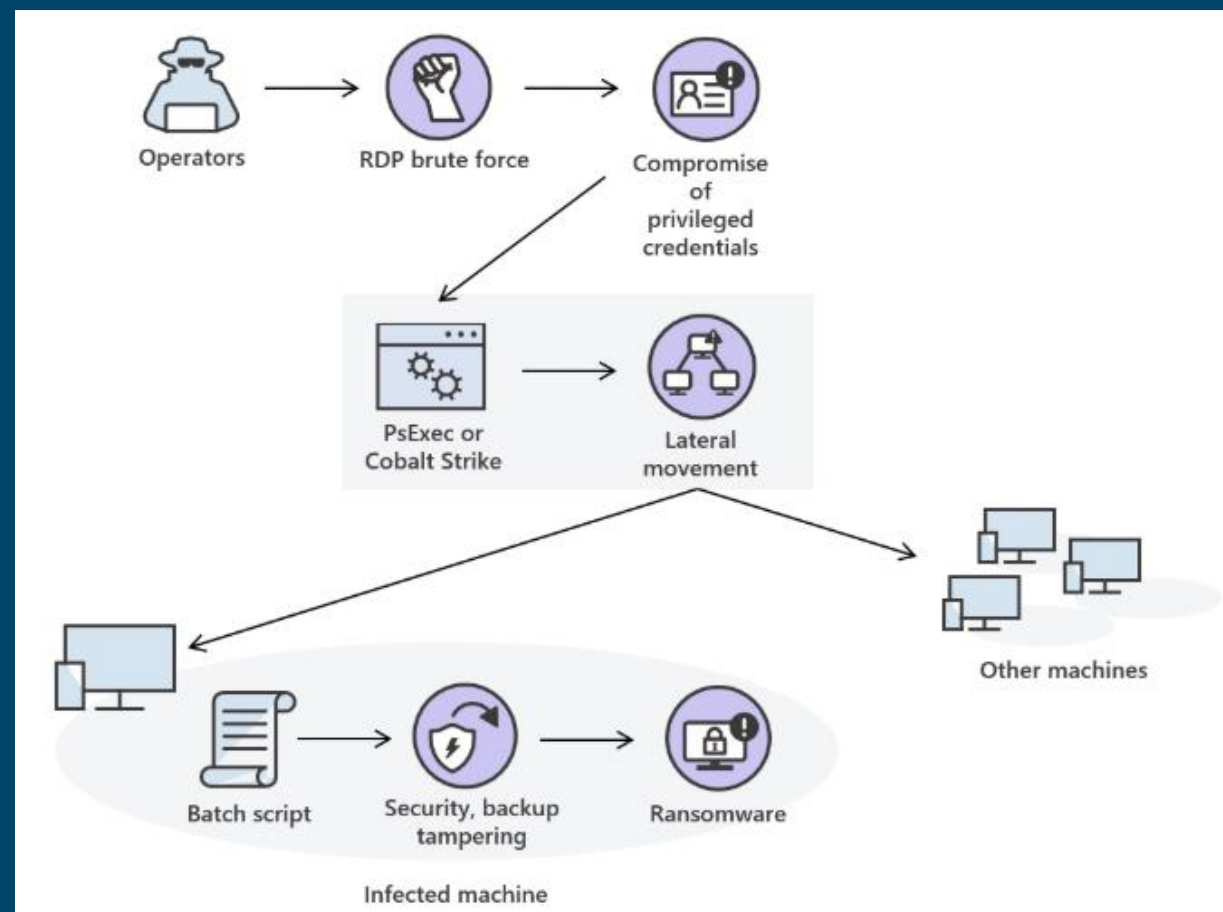 Operators
RDP brute force
Compromise
of
privileged
credentials
PsExec or
Cobalt Strike
Lateral
movement
Other machines
Batch script
Security, backup
tampering
Ransomware
Infected machine